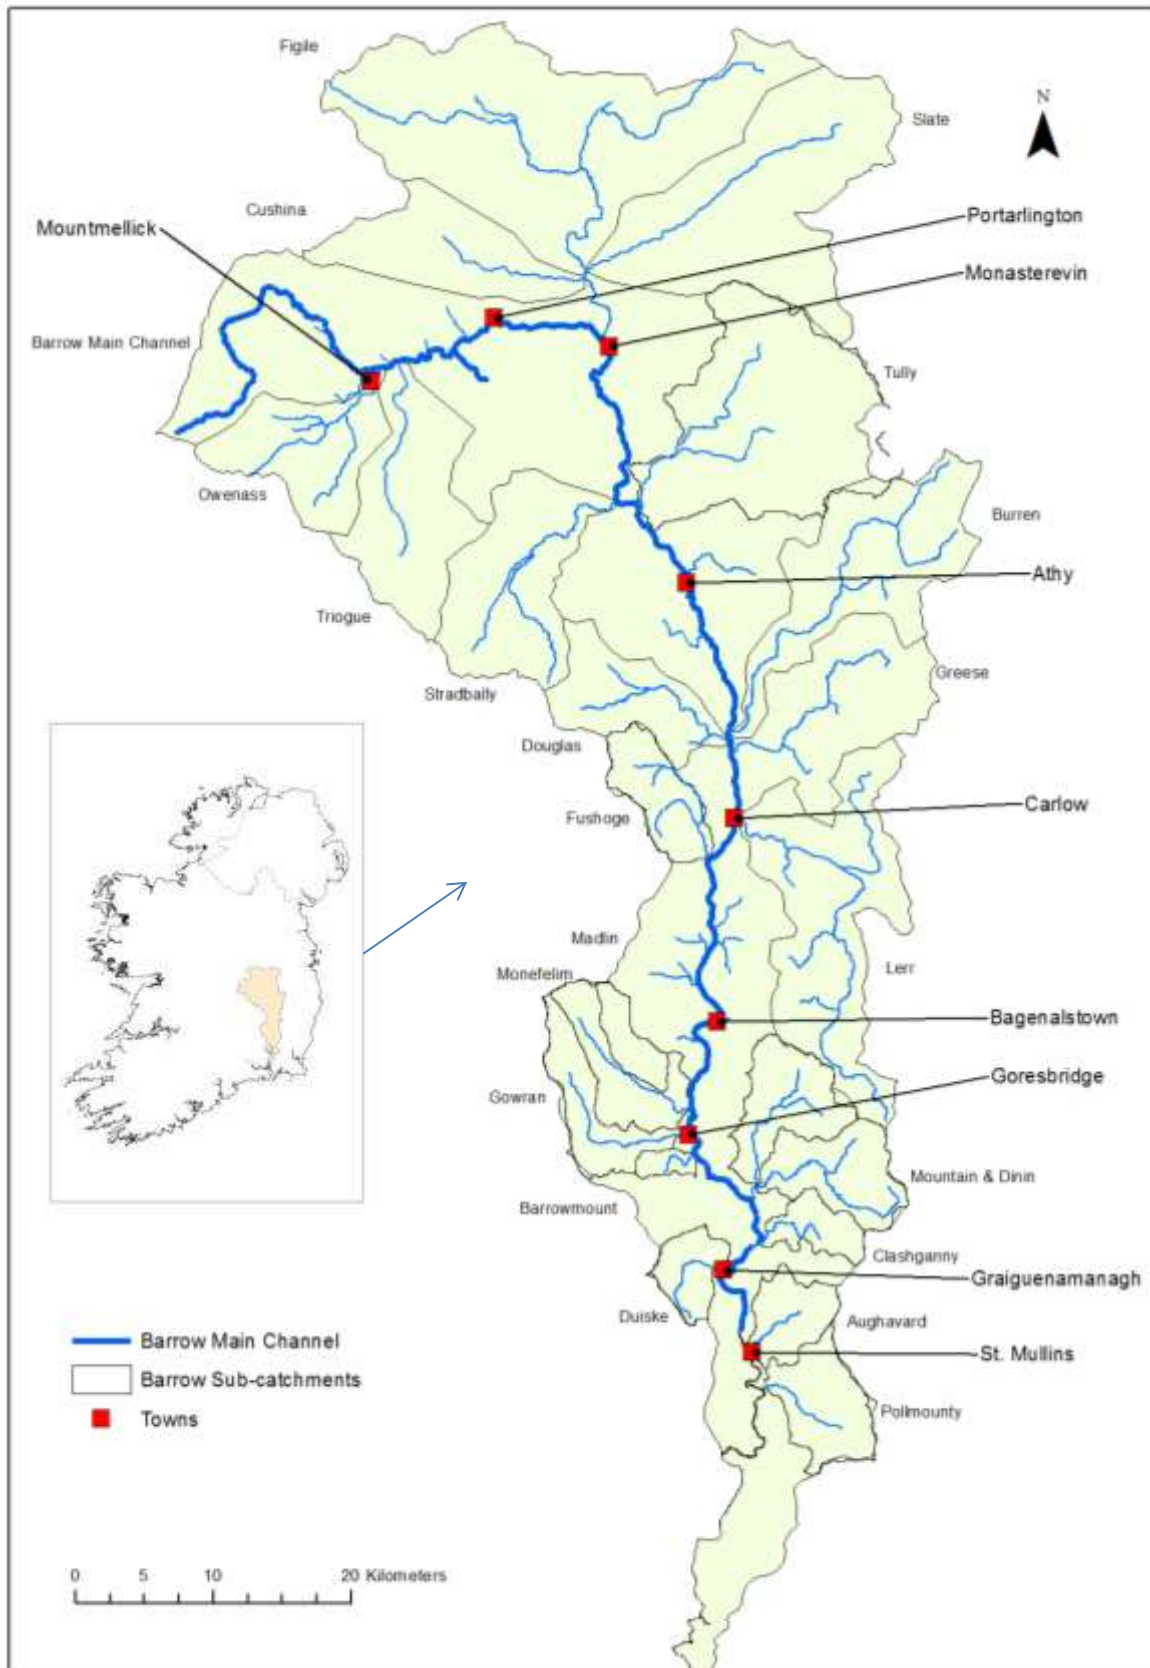 Figile
Slate
N
Cushina
Mountmellick
Portarlington
Monasterevin
Barrow Main Channel
Tully
Owenass
Burren
Athy
Triogue
Greese
Stradbally
Douglas
Carlow
Fushoge
Madlin
Lerr
Monefelim
Bagenalstown
Goresbridge
Gowran
Mountain & Dinin
Barrowmount
Clashganny
Graiguenamanagh
Duiske
Aughavard
St. Mullins
Pollmounty
Barrow Main Channel
Barrow Sub-catchments
Towns
0 5 10 20 Kilometers